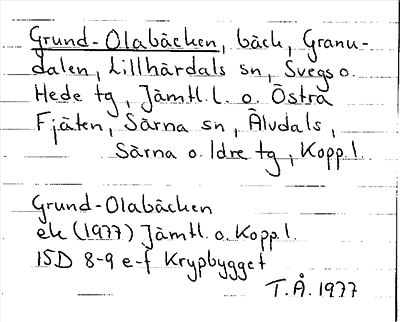 Grund-Olabäcken, bäck, Granu-
dalen, Lillhärdals sn, Svegs o.
Hede tg, Jämtl. l. o. Östra
Fjäten, Särna sn, Älvdals,
Särna o. Idre tg, Kopp. l.
Grund-Olabäcken
ek (1977) Jämtl. o. Kopp. l.
15D 8-9 e-f Krypbygget
T.Å. 1977